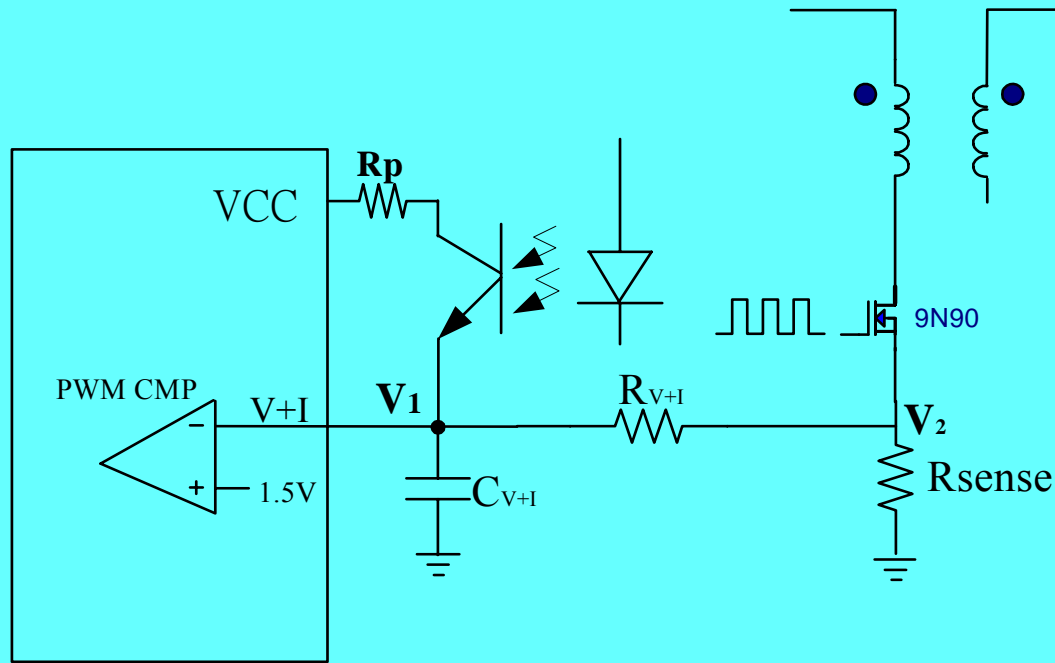 Rp
VCC
9N90
PWM CMP
V+I
V1
RV+I
V2
1.5V
CV+I
Rsense
−
+